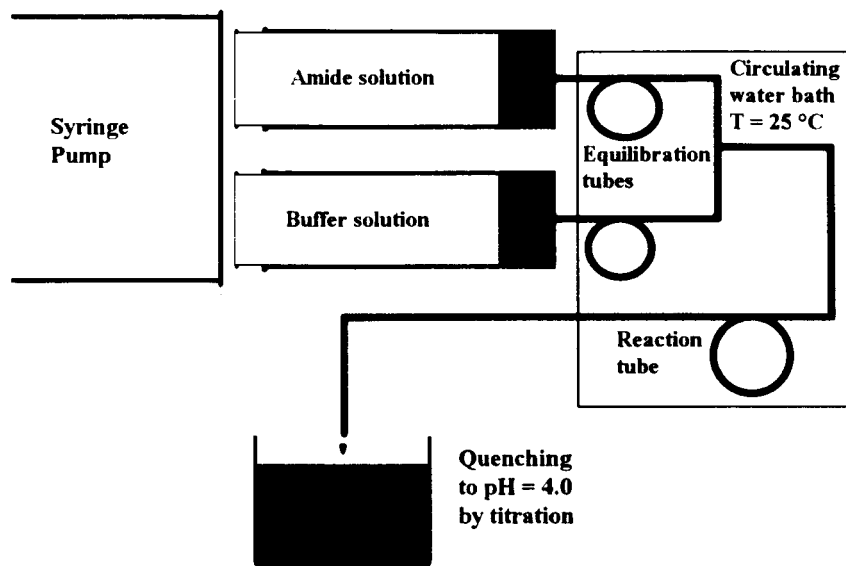 Syringe
Pump
Amide solution
Buffer solution
Equilibration
tubes
Circulating
water bath
T = 25 °C
Reaction
tube
Quenching
to pH = 4.0
by titration